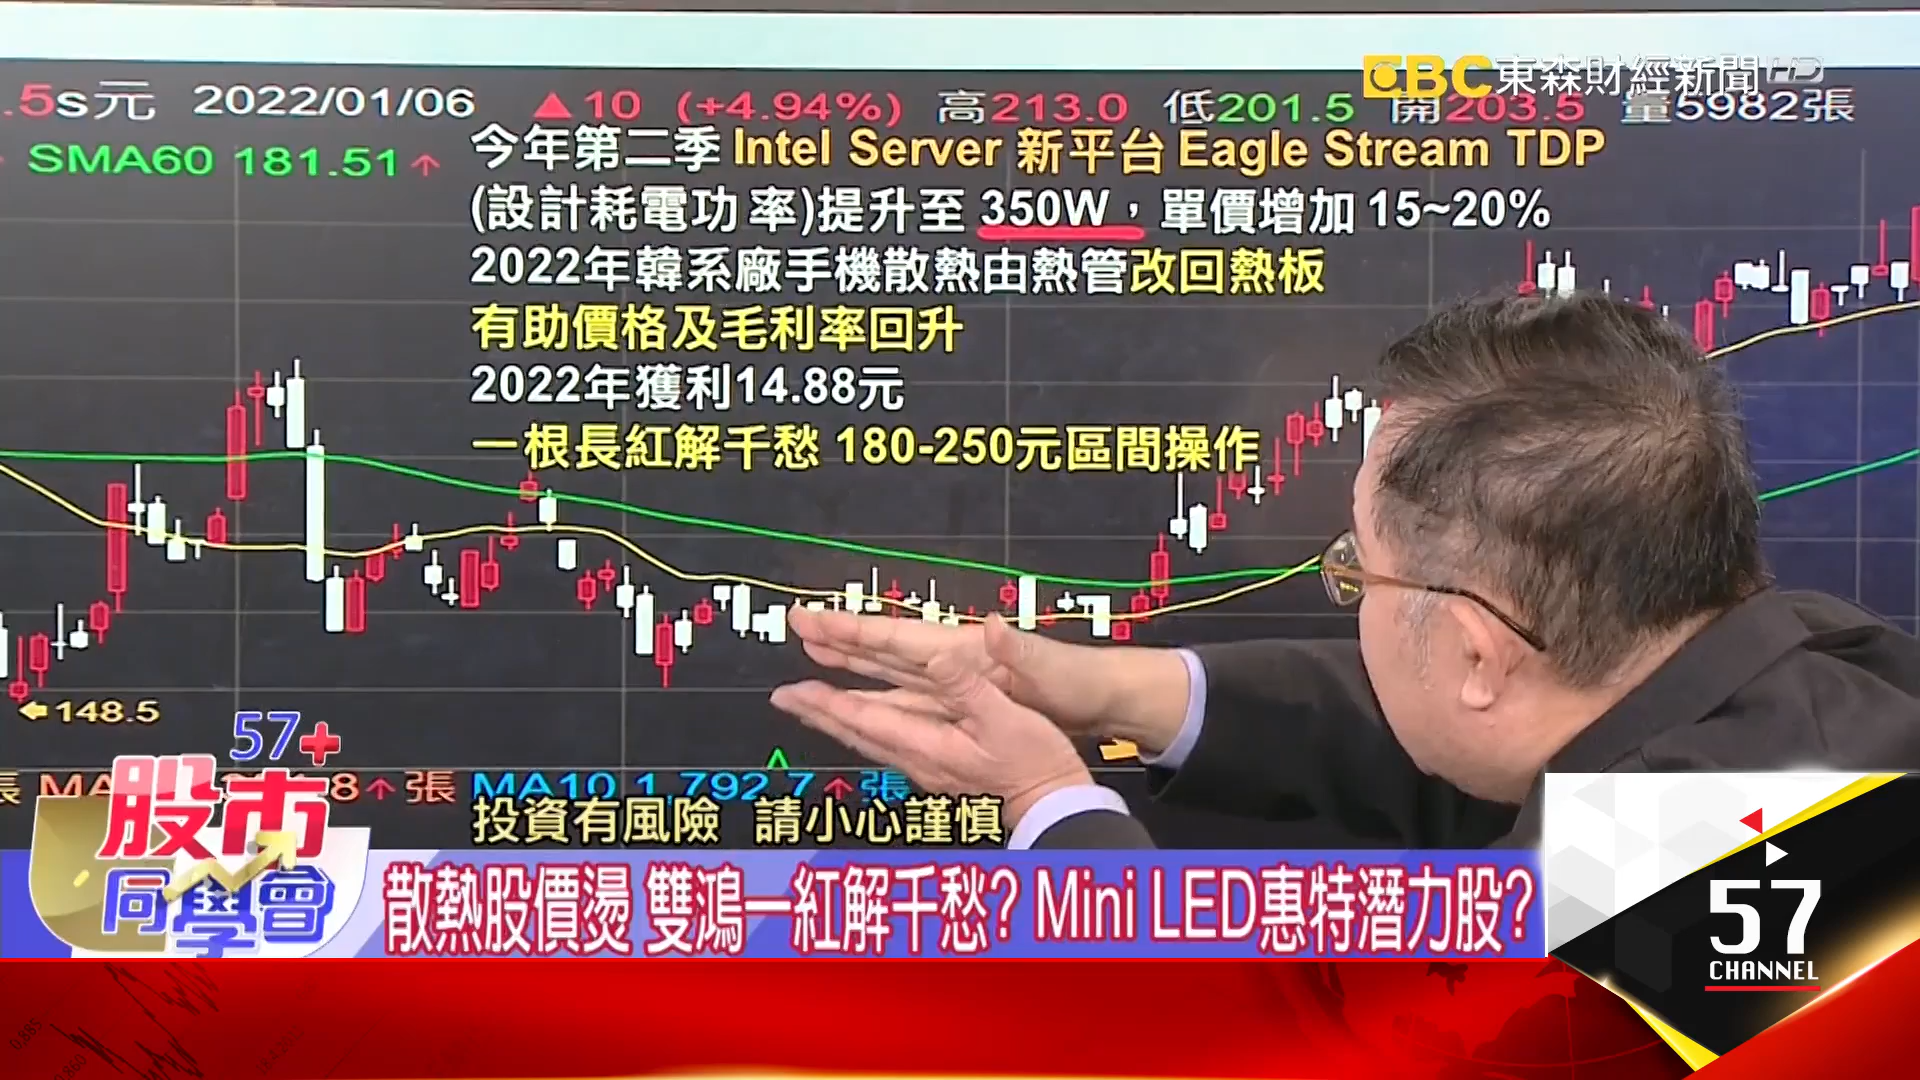 EBC東森財經新聞HD
.5s元 2022/01/06 ▲10 (+4.94%) 高213.0 低201.5 開203.5 量5982張
SMA60 181.51↑
今年第二季 Intel Server 新平台 Eagle Stream TDP
(設計耗電功 率)提升至 350W，單價增加 15~20%
2022年韓系廠手機散熱由熱管改回熱板
有助價格及毛利率回升
2022年獲利14.88元
一根長紅解千愁 180-250元區間操作
←148.5
57+
股市
同學會
張 MA 8↑張 MA10 1,792.7↑張
投資有風險 請小心謹慎
散熱股價燙 雙鴻一紅解千愁? Mini LED惠特潛力股?
57
CHANNEL